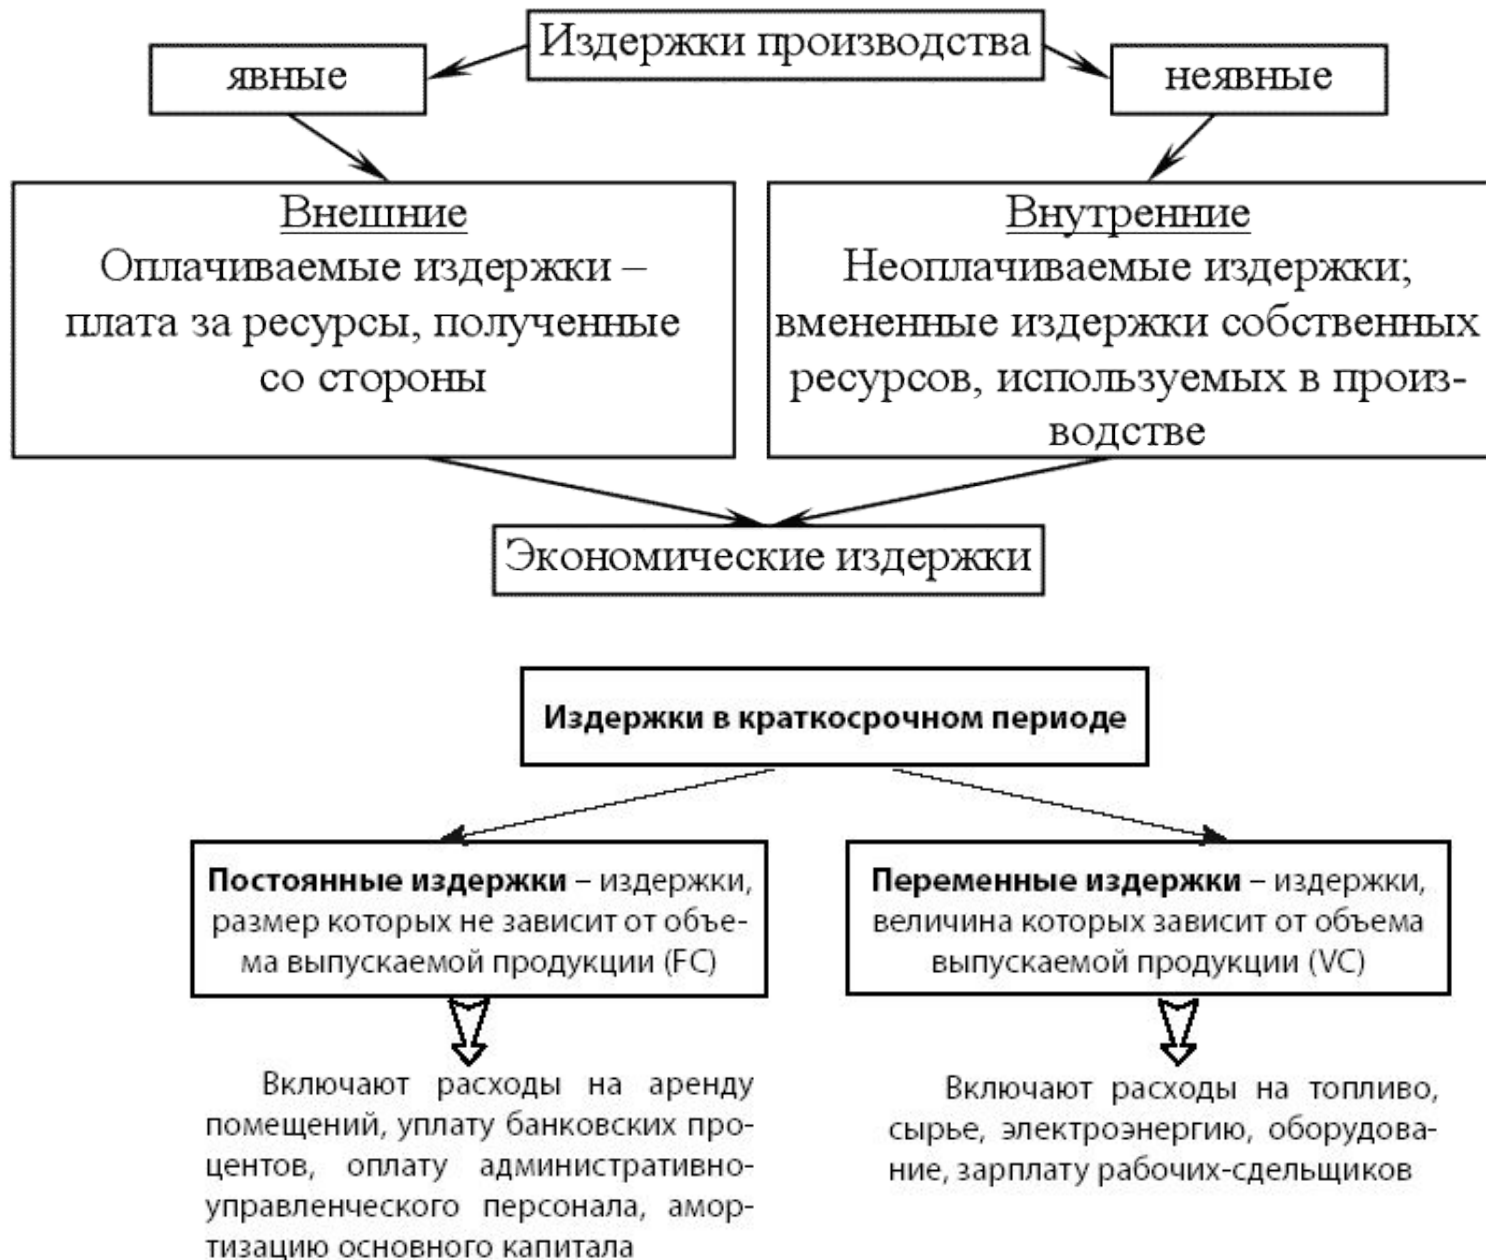 Издержки производства
явные
неявные
Внешние
Оплачиваемые издержки –
плата за ресурсы, полученные
со стороны
Внутренние
Неоплачиваемые издержки;
вмененные издержки собственных
ресурсов, используемых в произ-
водстве
Экономические издержки
Издержки в краткосрочном периоде
Постоянные издержки – издержки,
размер которых не зависит от объе-
ма выпускаемой продукции (FC)
Переменные издержки – издержки,
величина которых зависит от объема
выпускаемой продукции (VC)
Включают расходы на аренду
помещений, уплату банковских про-
центов, оплату административно-
управленческого персонала, амор-
тизацию основного капитала
Включают расходы на топливо,
сырье, электроэнергию, оборудова-
ние, зарплату рабочих-сдельщиков